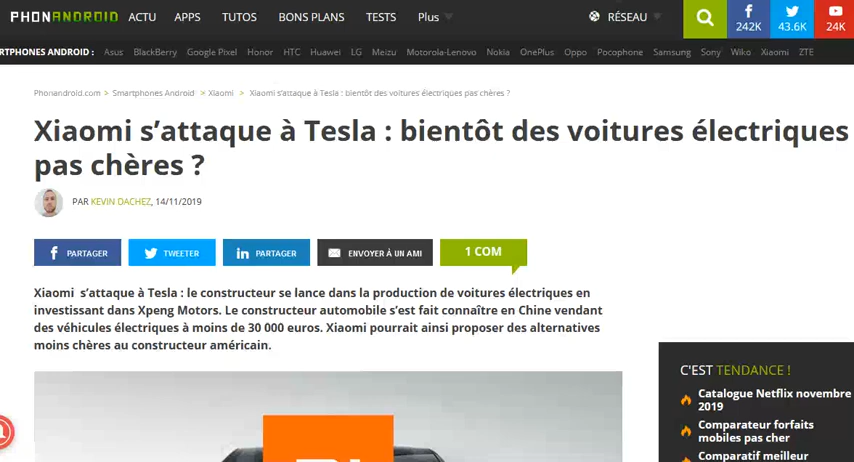 PHONANDROID ACTU APPS TUTOS BONS PLANS TESTS Plus RÉSEAU 242K 43.6K 24K
RTPHONES ANDROID : Asus BlackBerry Google Pixel Honor HTC Huawei LG Meizu Motorola-Lenovo Nokia OnePlus Oppo Pocophone Samsung Sony Wiko Xiaomi ZTE
Phonandroid.com > Smartphones Android > Xiaomi > Xiaomi s'attaque à Tesla : bientôt des voitures électriques pas chères ?
Xiaomi s'attaque à Tesla : bientôt des voitures électriques
pas chères ?
PAR KEVIN DACHEZ, 14/11/2019
PARTAGER TWEETER PARTAGER ENVOYER À UN AMI 1 COM
Xiaomi s'attaque à Tesla : le constructeur se lance dans la production de voitures électriques en
investissant dans Xpeng Motors. Le constructeur automobile s'est fait connaître en Chine vendant
des véhicules électriques à moins de 30 000 euros. Xiaomi pourrait ainsi proposer des alternatives
moins chères au constructeur américain.
C'EST TENDANCE !
Catalogue Netflix novembre
2019
Comparateur forfaits
mobiles pas cher
Comparatif meilleur